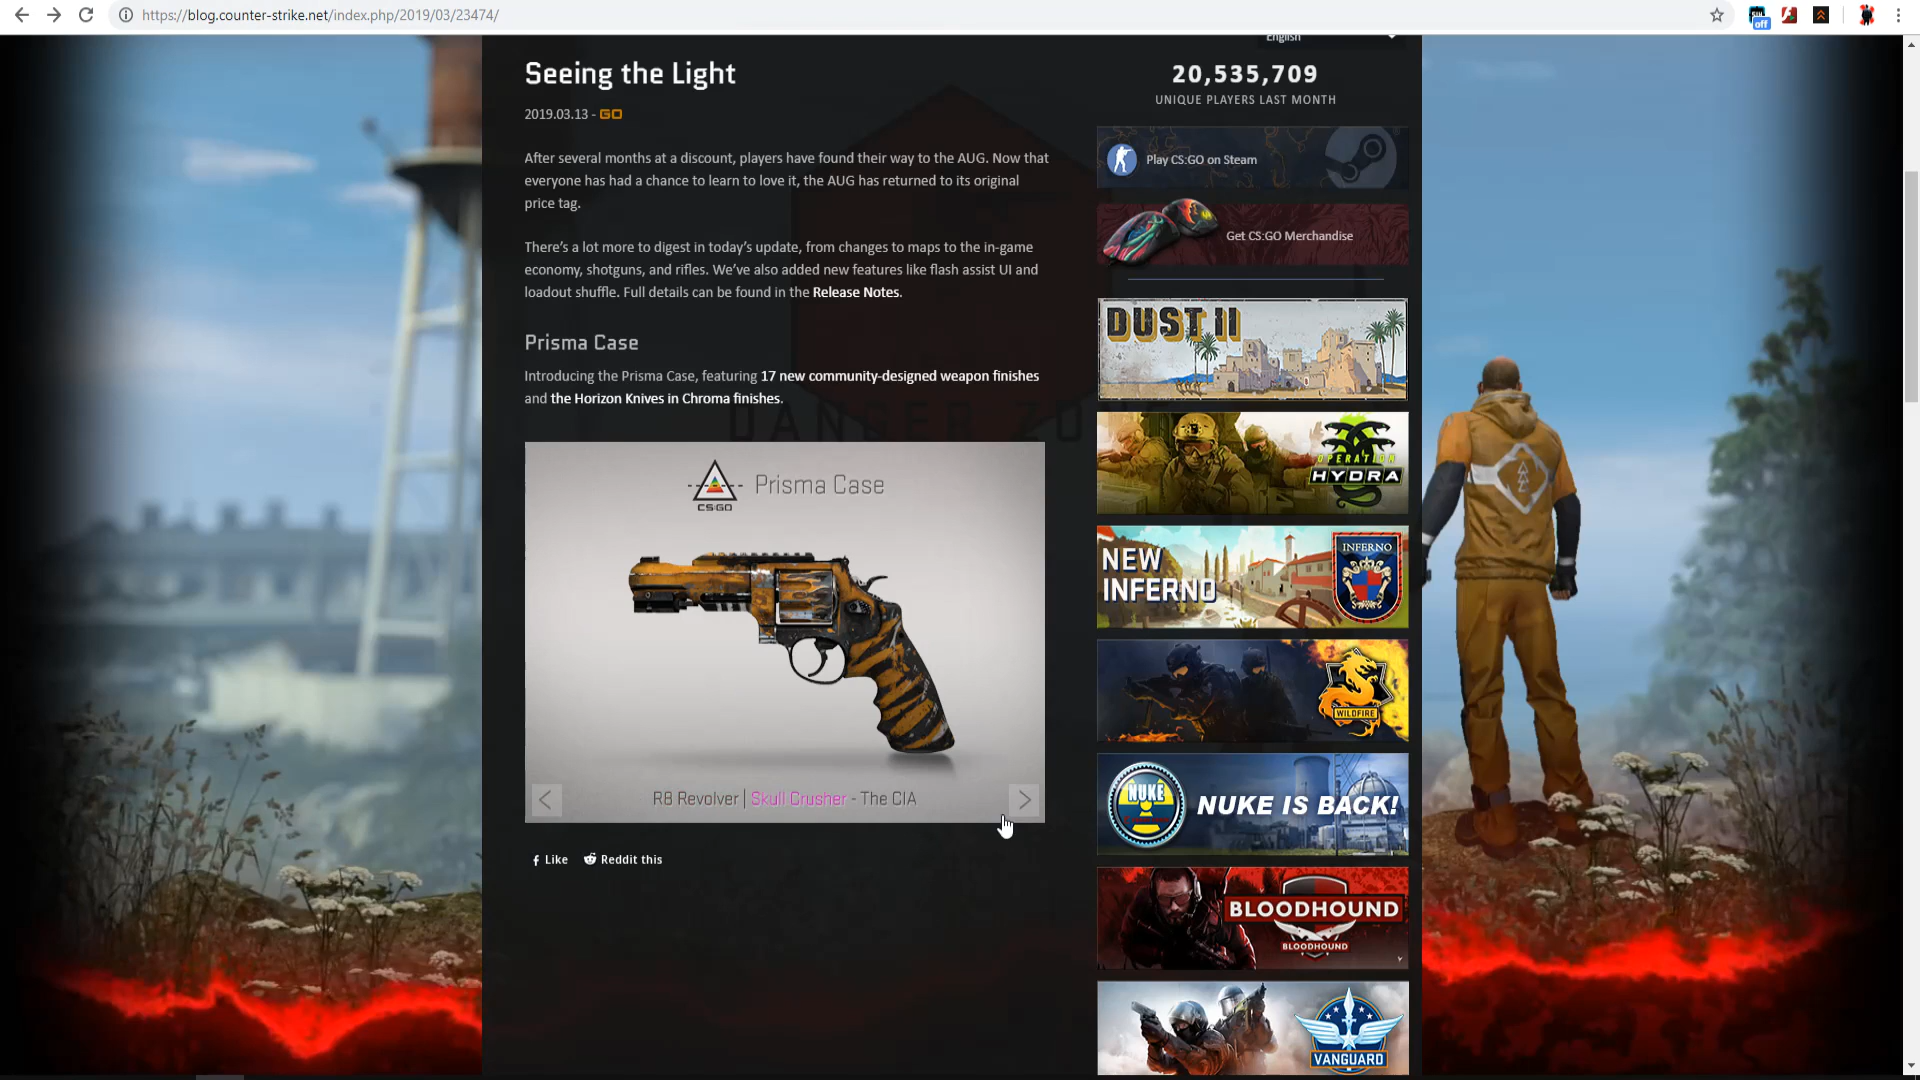 https://blog.counter-strike.net/index.php/2019/03/23474/
off
English
Seeing the Light
2019.03.13 - GO
After several months at a discount, players have found their way to the AUG. Now that
everyone has had a chance to learn to love it, the AUG has returned to its original
price tag.
There's a lot more to digest in today's update, from changes to maps to the in-game
economy, shotguns, and rifles. We've also added new features like flash assist UI and
loadout shuffle. Full details can be found in the Release Notes.
Prisma Case
Introducing the Prisma Case, featuring 17 new community-designed weapon finishes
and the Horizon Knives in Chroma finishes.
DANGER ZO
CS:GO
Prisma Case
R8 Revolver | Skull Crusher - The CIA
Like
Reddit this
20,535,709
UNIQUE PLAYERS LAST MONTH
Play CS:GO on Steam
Get CS:GO Merchandise
DUST II
OPERATION
HYDRA
NEW
INFERNO
INFERNO
WILDFIRE
NUKE
NUKE IS BACK!
BLOODHOUND
BLOODHOUND
VANGUARD